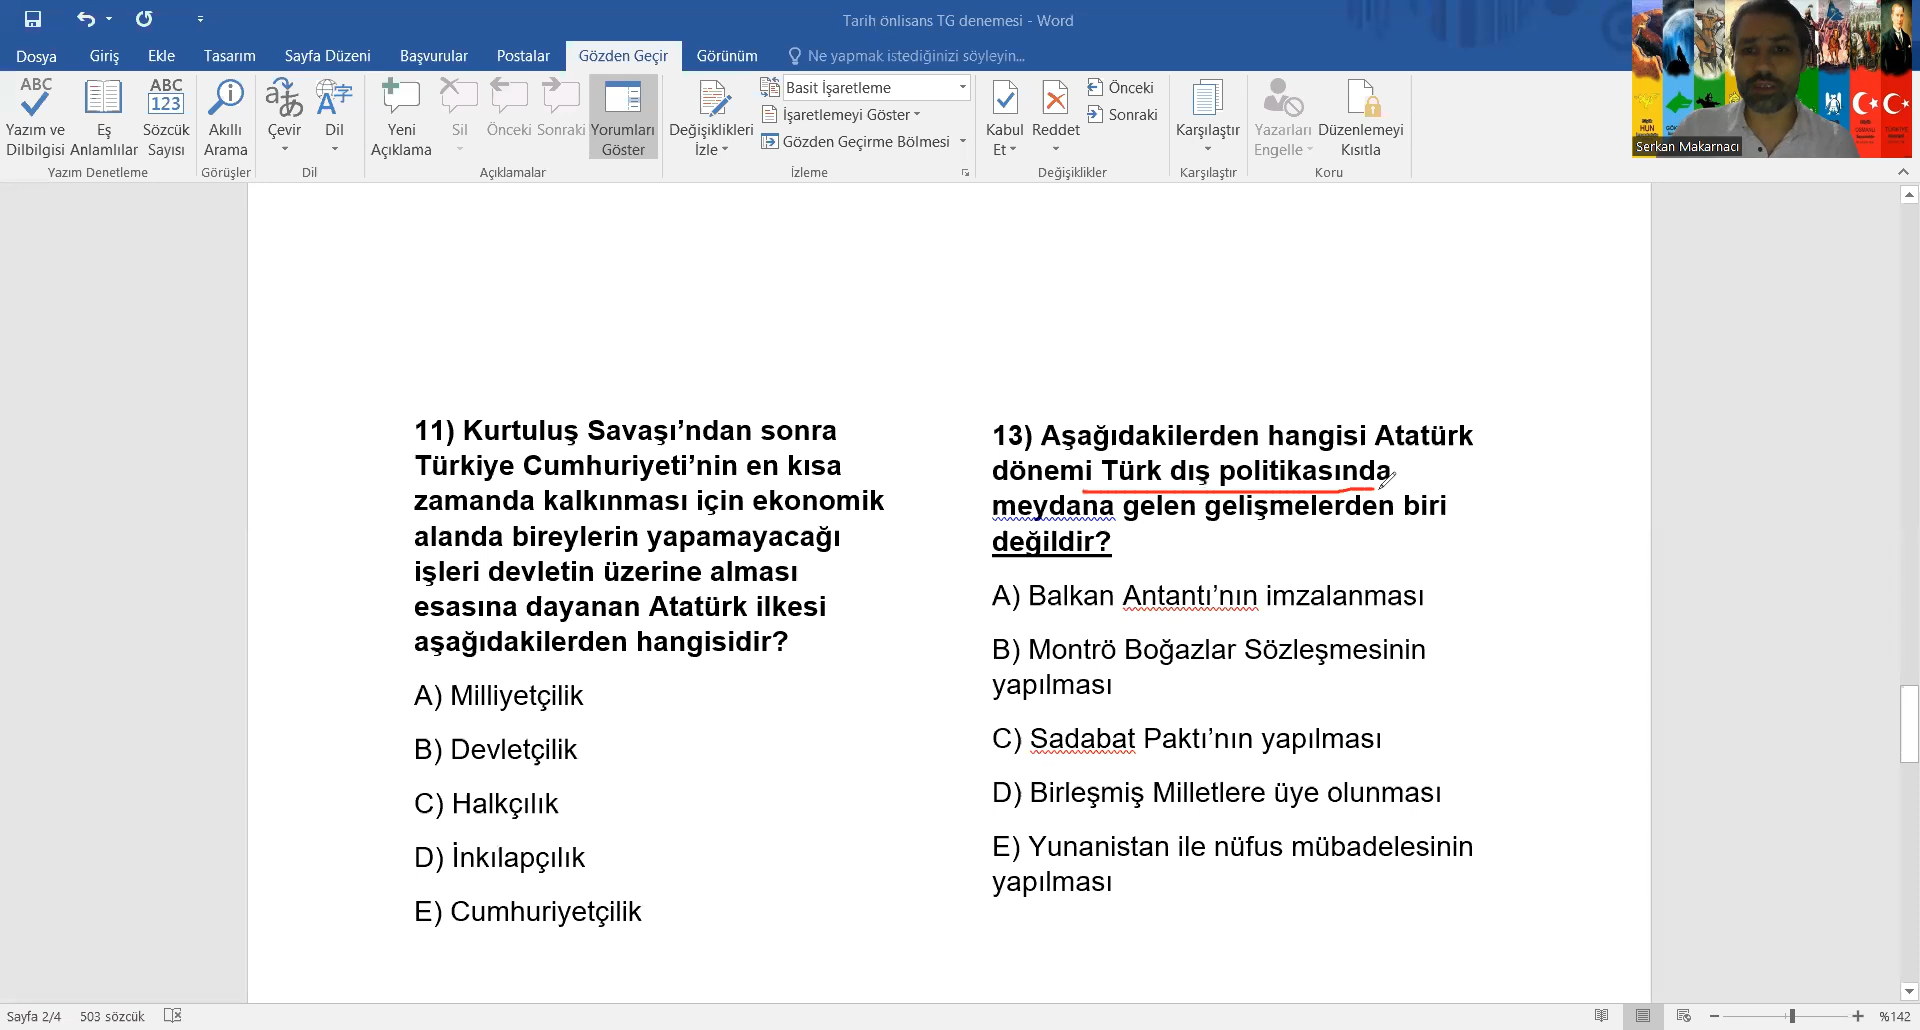 Tarih önlisans TG denemesi - Word
Dosya Giriş Ekle Tasarım Sayfa Düzeni Başvurular Postalar Gözden Geçir Görünüm Ne yapmak istediğinizi söyleyin...
ABC
Yazım ve
Dilbilgisi
Eş
Anlamlılar
ABC
123
Sözcük
Sayısı
Yazım Denetleme
Akıllı
Arama
Görüşler
Çevir
Dil
Dil
Yeni
Açıklama
Sil
Önceki
Sonraki
Yorumları
Göster
Açıklamalar
Değişiklikleri
İzle
Basit İşaretleme
İşaretlemeyi Göster
Gözden Geçirme Bölmesi
İzleme
Kabul
Et
Reddet
Önceki
Sonraki
Değişiklikler
Karşılaştır
Karşılaştır
Yazarları
Engelle
Düzenlemeyi
Kısıtla
Koru
Serkan Makarnacı
11) Kurtuluş Savaşı’ndan sonra
Türkiye Cumhuriyeti’nin en kısa
zamanda kalkınması için ekonomik
alanda bireylerin yapamayacağı
işleri devletin üzerine alması
esasına dayanan Atatürk ilkesi
aşağıdakilerden hangisidir?
A) Milliyetçilik
B) Devletçilik
C) Halkçılık
D) İnkılapçılık
E) Cumhuriyetçilik
13) Aşağıdakilerden hangisi Atatürk
dönemi Türk dış politikasında
meydana gelen gelişmelerden biri
değildir?
A) Balkan Antantı’nın imzalanması
B) Montrö Boğazlar Sözleşmesinin
yapılması
C) Sadabat Paktı’nın yapılması
D) Birleşmiş Milletlere üye olunması
E) Yunanistan ile nüfus mübadelesinin
yapılması
Sayfa 2/4 503 sözcük
%142